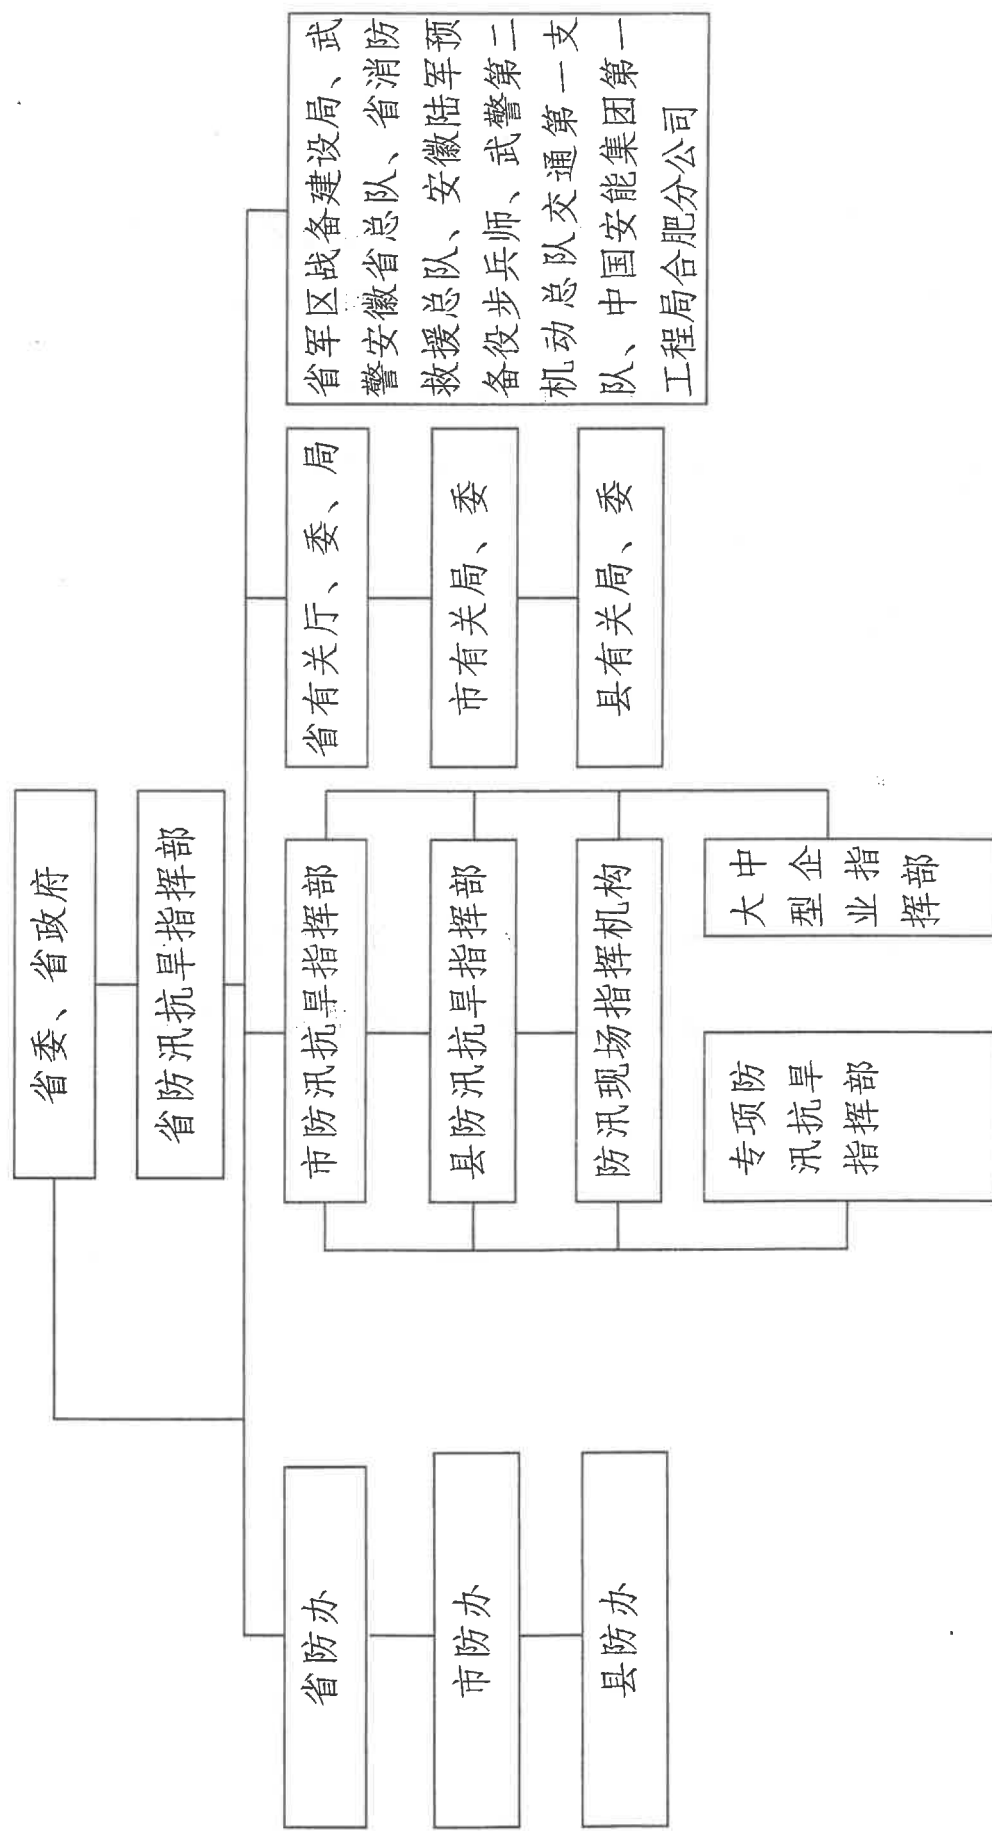 省委、省政府
省防汛抗旱指挥部
省防办
市防办
县防办
市防汛抗旱指挥部
县防汛抗旱指挥部
防汛现场指挥机构
专项防
汛抗旱
指挥部
大中
型企
业指
挥部
省有关厅、委、局
市有关局、委
县有关局、委
省军区战备建设局、武
警安徽省总队、省消防
救援总队、安徽陆军预
备役步兵师、武警第二
机动总队交通第一支
队、中国安能集团第一
工程局合肥分公司